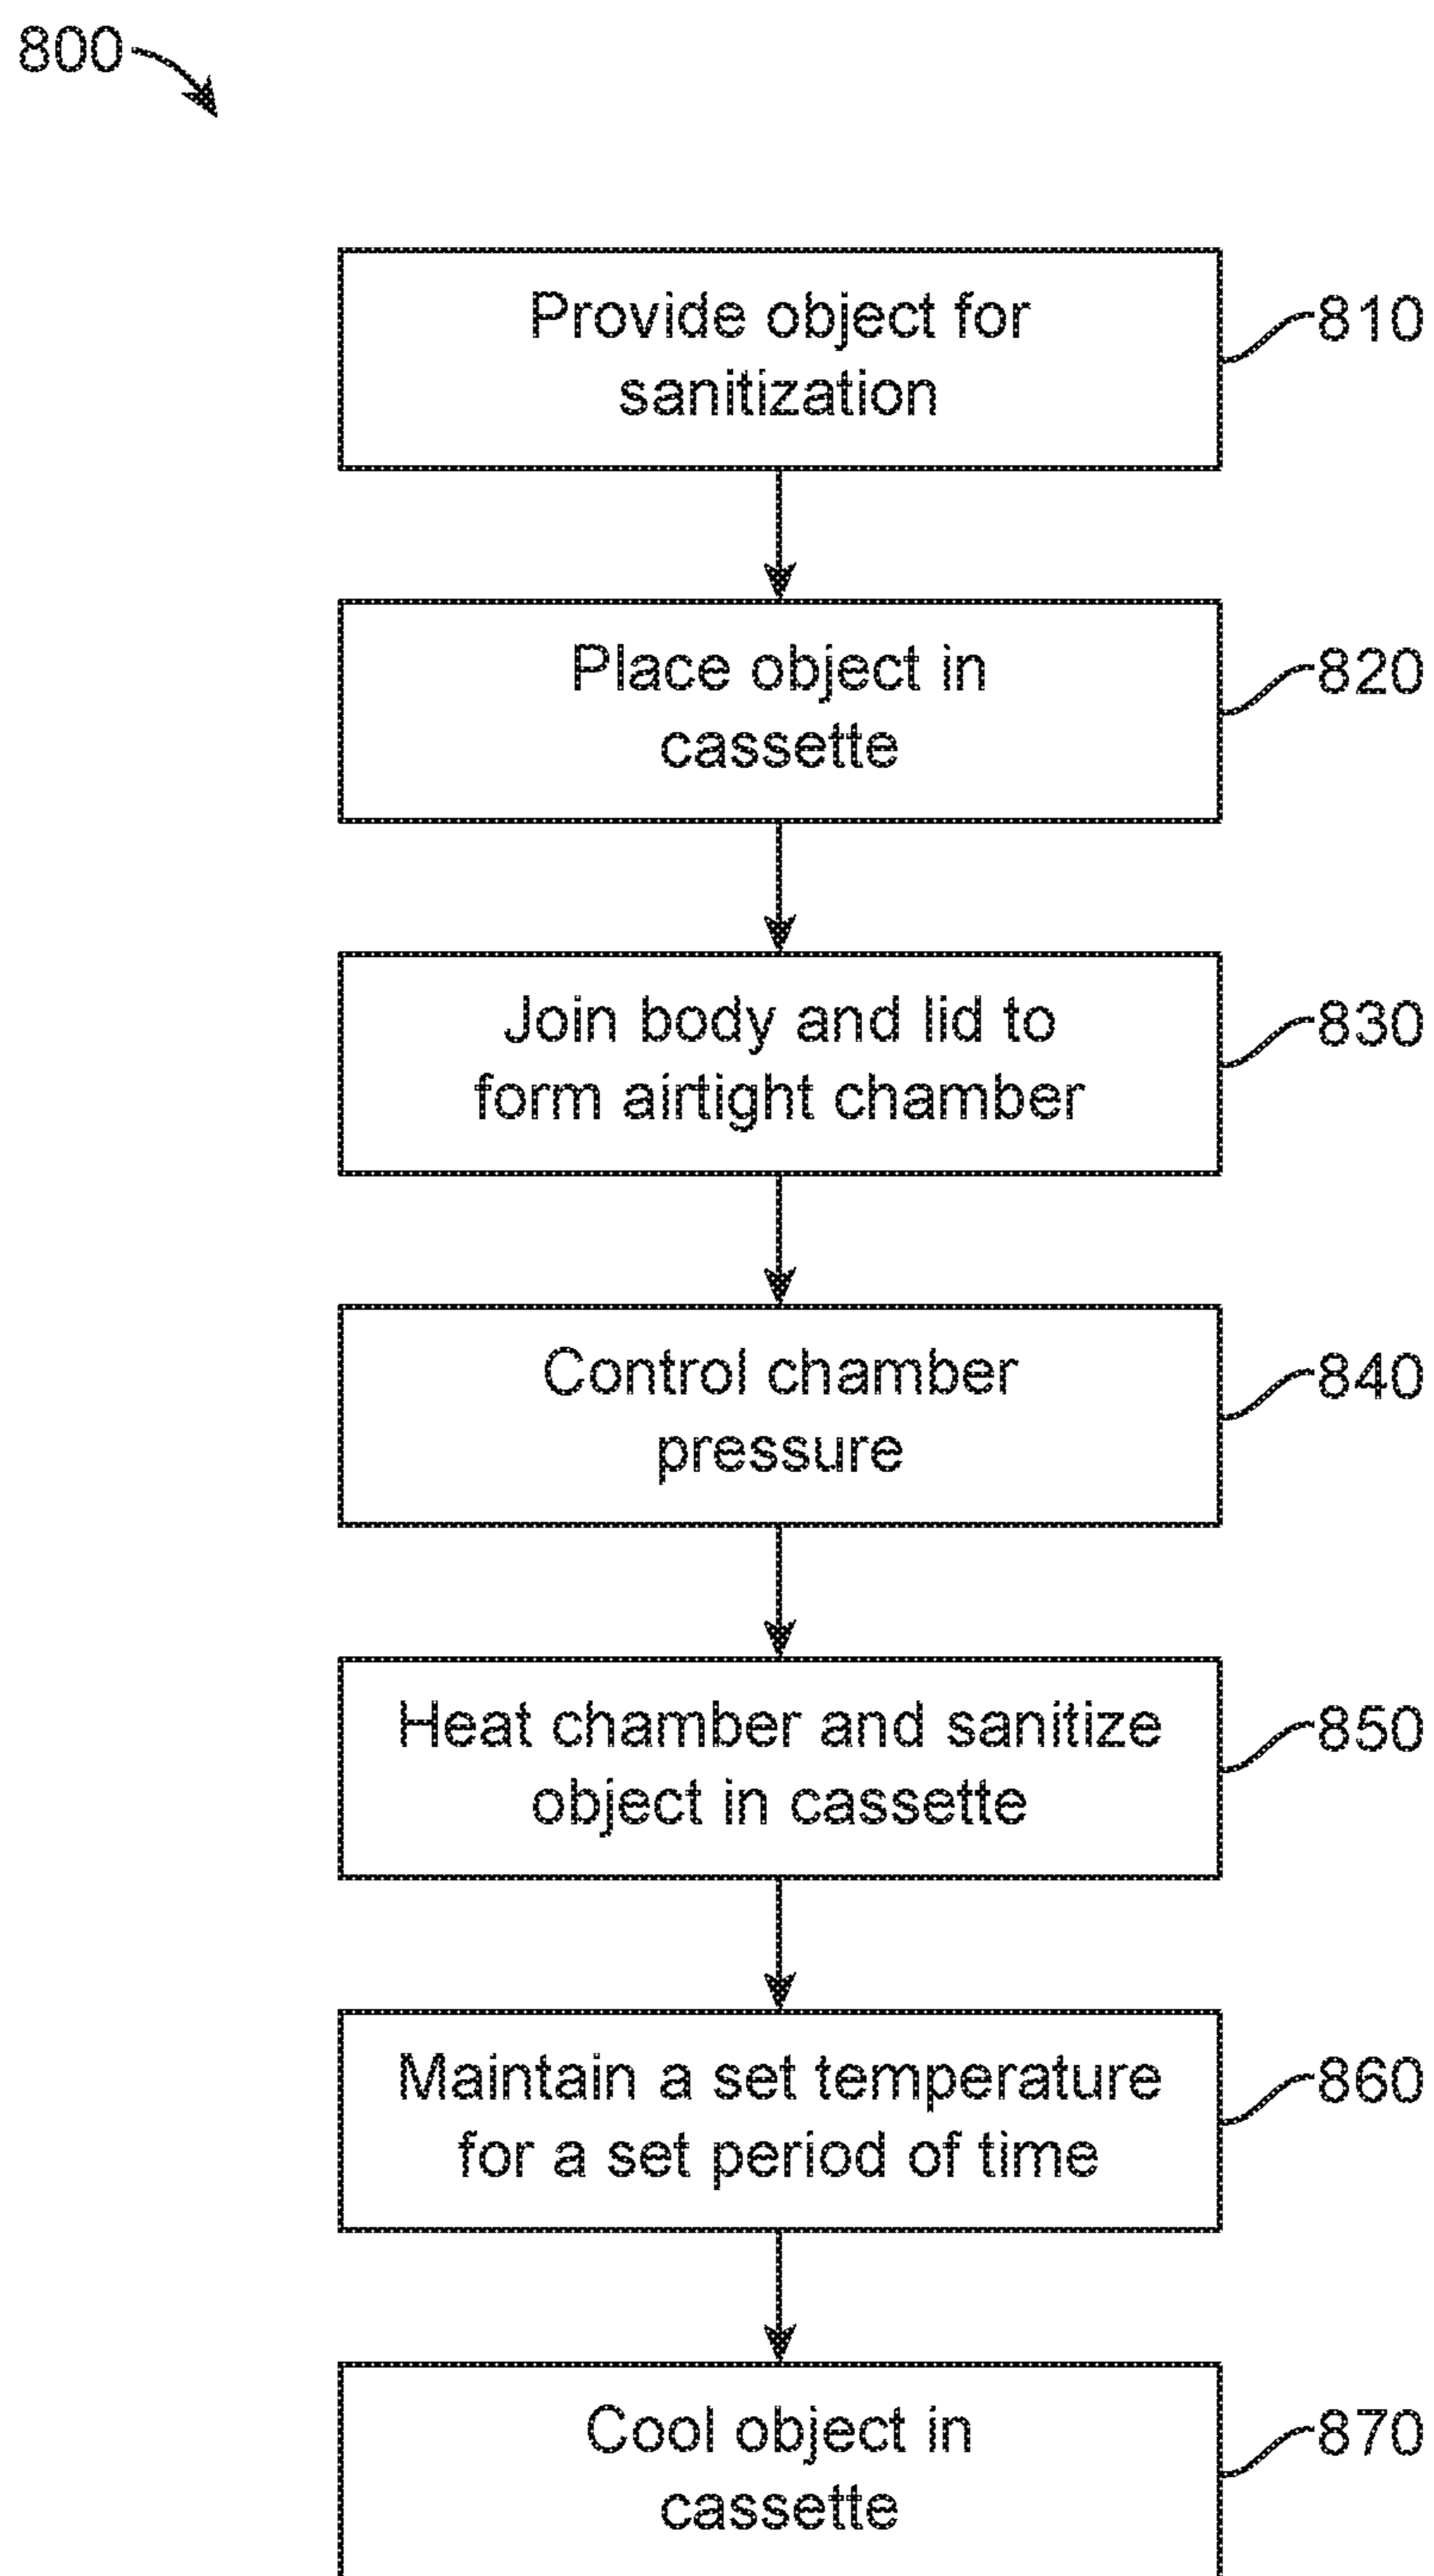 800
Provide object for
sanitization
810
Place object in
cassette
820
Join body and lid to
form airtight chamber
830
Control chamber
pressure
840
Heat chamber and sanitize
object in cassette
850
Maintain a set temperature
for a set period of time
860
Cool object in
cassette
870